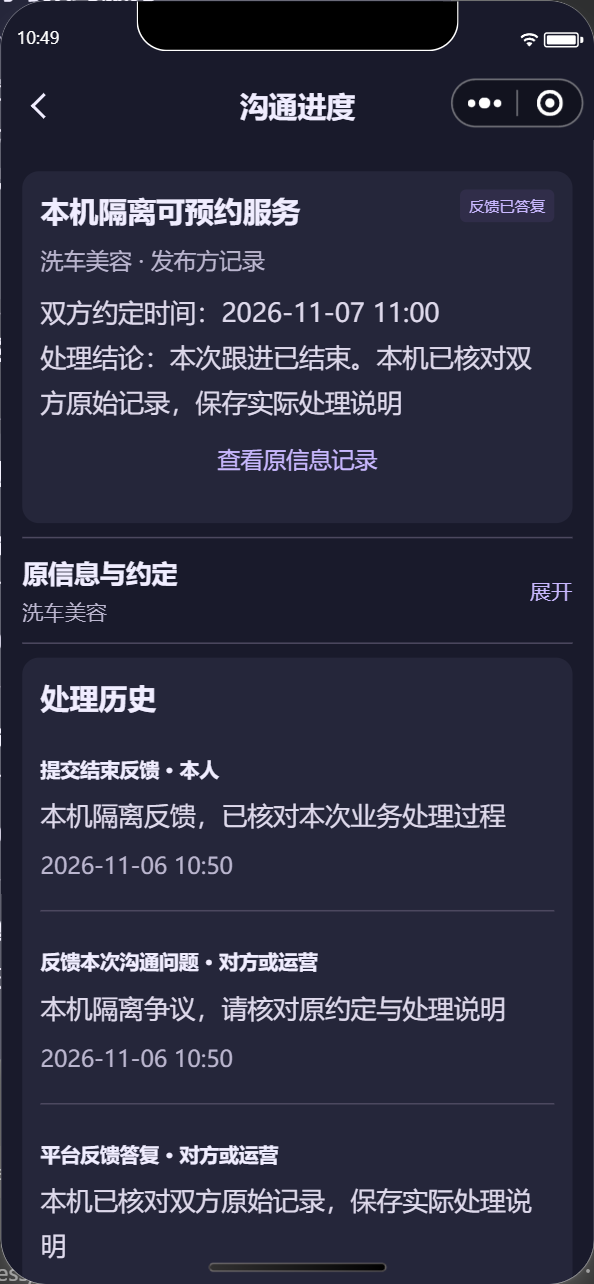 10:49
沟通进度
本机隔离可预约服务
反馈已答复
洗车美容 · 发布方记录
双方约定时间：2026-11-07 11:00
处理结论：本次跟进已结束。本机已核对双
方原始记录，保存实际处理说明
查看原信息记录
原信息与约定
洗车美容
展开
处理历史
提交结束反馈 · 本人
本机隔离反馈，已核对本次业务处理过程
2026-11-06 10:50
反馈本次沟通问题 · 对方或运营
本机隔离争议，请核对原约定与处理说明
2026-11-06 10:50
平台反馈答复 · 对方或运营
本机已核对双方原始记录，保存实际处理说
明